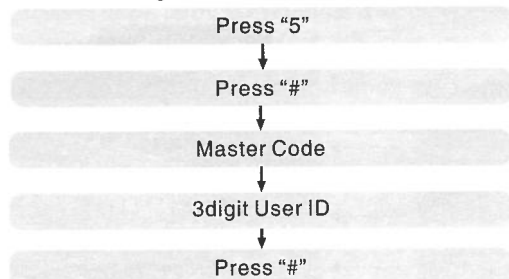 Press “5”
Press “#”
Master Code
3digit User ID
Press “#”